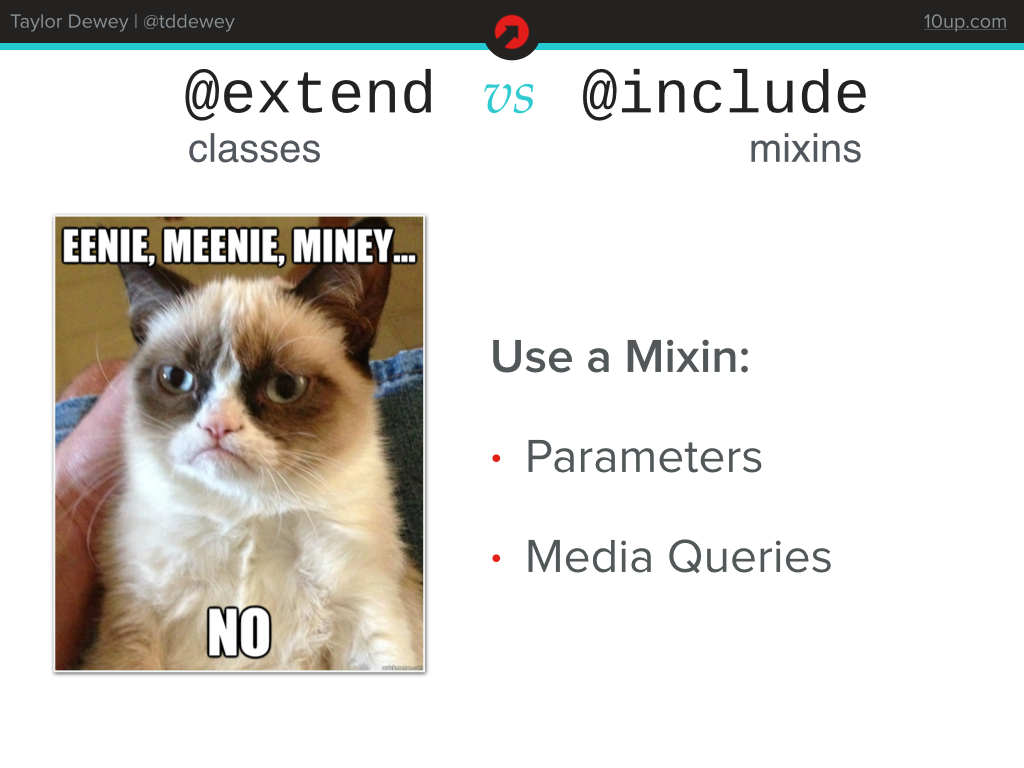 Taylor Dewey | @tddewey
10up.com
@extend vs @include
classes
mixins
EENIE, MEENIE, MINEY...
NO
Use a Mixin:
• Parameters
• Media Queries